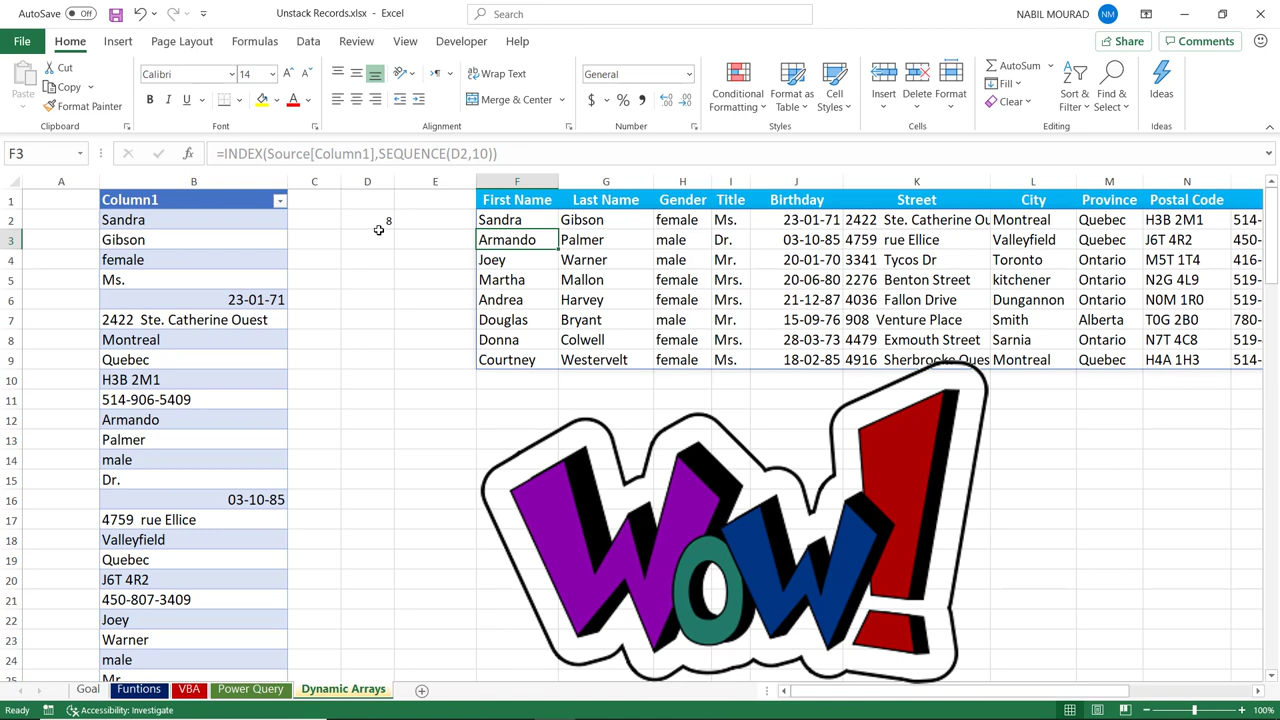 AutoSave Off Unstack Records.xlsx - Excel Search NABIL MOURAD NM
File Home Insert Page Layout Formulas Data Review View Developer Help Share Comments
Paste Cut Copy Format Painter
Calibri 14 B I U
Wrap Text Merge & Center
General $ % ,
Conditional Formatting Format as Table Cell Styles
Insert Delete Format
AutoSum Fill Clear Sort & Filter Find & Select
Ideas
Clipboard Font Alignment Number Styles Cells Editing Ideas
F3 fx =INDEX(Source[Column1],SEQUENCE(D2,10))
A B C D E F G H I J K L M N
1 Column1 First Name Last Name Gender Title Birthday Street City Province Postal Code
2 Sandra 8 Sandra Gibson female Ms. 23-01-71 2422 Ste. Catherine Ou Montreal Quebec H3B 2M1 514-
3 Gibson Armando Palmer male Dr. 03-10-85 4759 rue Ellice Valleyfield Quebec J6T 4R2 450-
4 female Joey Warner male Mr. 20-01-70 3341 Tycos Dr Toronto Ontario M5T 1T4 416-
5 Ms. Martha Mallon female Mrs. 20-06-80 2276 Benton Street kitchener Ontario N2G 4L9 519-
6 23-01-71 Andrea Harvey female Mrs. 21-12-87 4036 Fallon Drive Dungannon Ontario N0M 1R0 519-
7 2422 Ste. Catherine Ouest Douglas Bryant male Mr. 15-09-76 908 Venture Place Smith Alberta T0G 2B0 780-
8 Montreal Donna Colwell female Mrs. 28-03-73 4479 Exmouth Street Sarnia Ontario N7T 4C8 519-
9 Quebec Courtney Westervelt female Ms. 18-02-85 4916 Sherbrooke Oues Montreal Quebec H4A 1H3 514-
10 H3B 2M1
11 514-906-5409
12 Armando
13 Palmer
14 male
15 Dr.
16 03-10-85
17 4759 rue Ellice
18 Valleyfield
19 Quebec
20 J6T 4R2
21 450-807-3409
22 Joey
23 Warner
24 male
Mr.
Wow!
Goal Funtions VBA Power Query Dynamic Arrays
Ready Accessibility: Investigate 100%